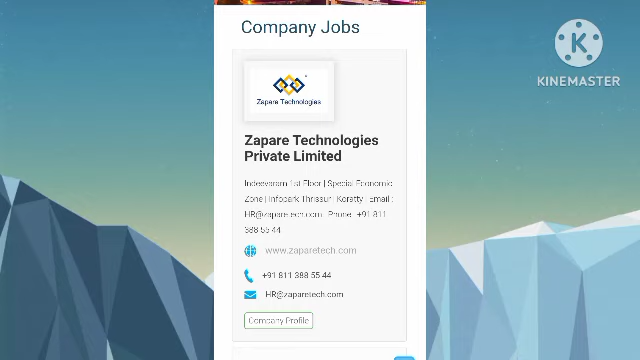 Company Jobs
K
KINEMASTER
Zapare Technologies
Zapare Technologies
Private Limited
Indeevaram 1st Floor | Special Economic
Zone | Infopark Thrissur | Koratty | Email :
HR@zaparetech.com | Phone : +91 811
388 55 44
www.zaparetech.com
+91 811 388 55 44
HR@zaparetech.com
Company Profile